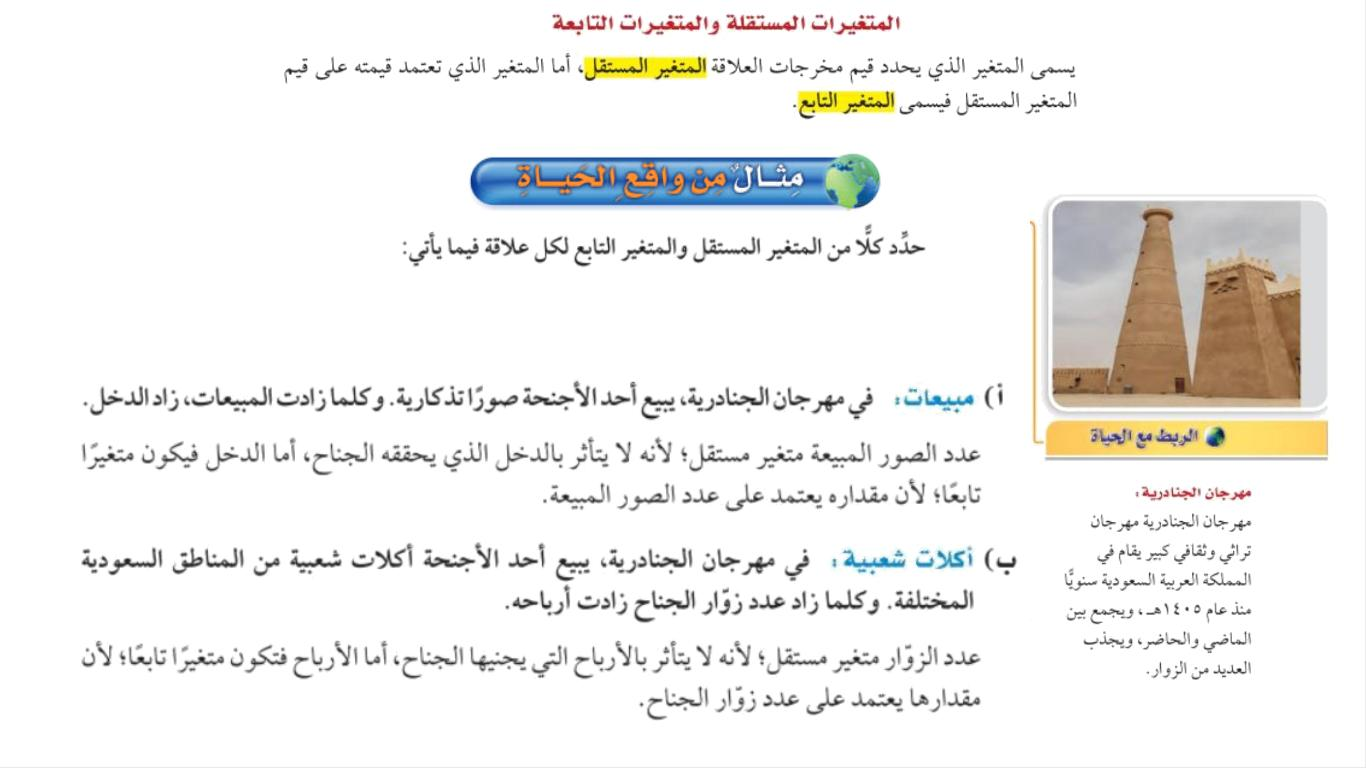 المتغيرات المستقلة والمتغيرات التابعة
يسمى المتغير الذي يحدد قيم مخرجات العلاقة المتغير المستقل، أما المتغير الذي تعتمد قيمته على قيم
المتغير المستقل فيسمى المتغير التابع.
مِثَـالٌ مِن واقِعِ الحَيـاةِ
حدِّد كلًّا من المتغير المستقل والمتغير التابع لكل علاقة فيما يأتي:
أ) مبيعات: في مهرجان الجنادرية، يبيع أحد الأجنحة صورًا تذكارية. وكلما زادت المبيعات، زاد الدخل.
عدد الصور المبيعة متغير مستقل؛ لأنه لا يتأثر بالدخل الذي يحققه الجناح، أما الدخل فيكون متغيرًا
تابعًا؛ لأن مقداره يعتمد على عدد الصور المبيعة.
ب) أكلات شعبية: في مهرجان الجنادرية، يبيع أحد الأجنحة أكلات شعبية من المناطق السعودية
المختلفة. وكلما زاد عدد زوّار الجناح زادت أرباحه.
عدد الزوّار متغير مستقل؛ لأنه لا يتأثر بالأرباح التي يجنيها الجناح، أما الأرباح فتكون متغيرًا تابعًا؛ لأن
مقدارها يعتمد على عدد زوّار الجناح.
الربط مع الحياة
مهرجان الجنادرية:
مهرجان الجنادرية مهرجان
تراثي وثقافي كبير يقام في
المملكة العربية السعودية سنويًّا
منذ عام ١٤٠٥هـ، ويجمع بين
الماضي والحاضر، ويجذب
العديد من الزوار.